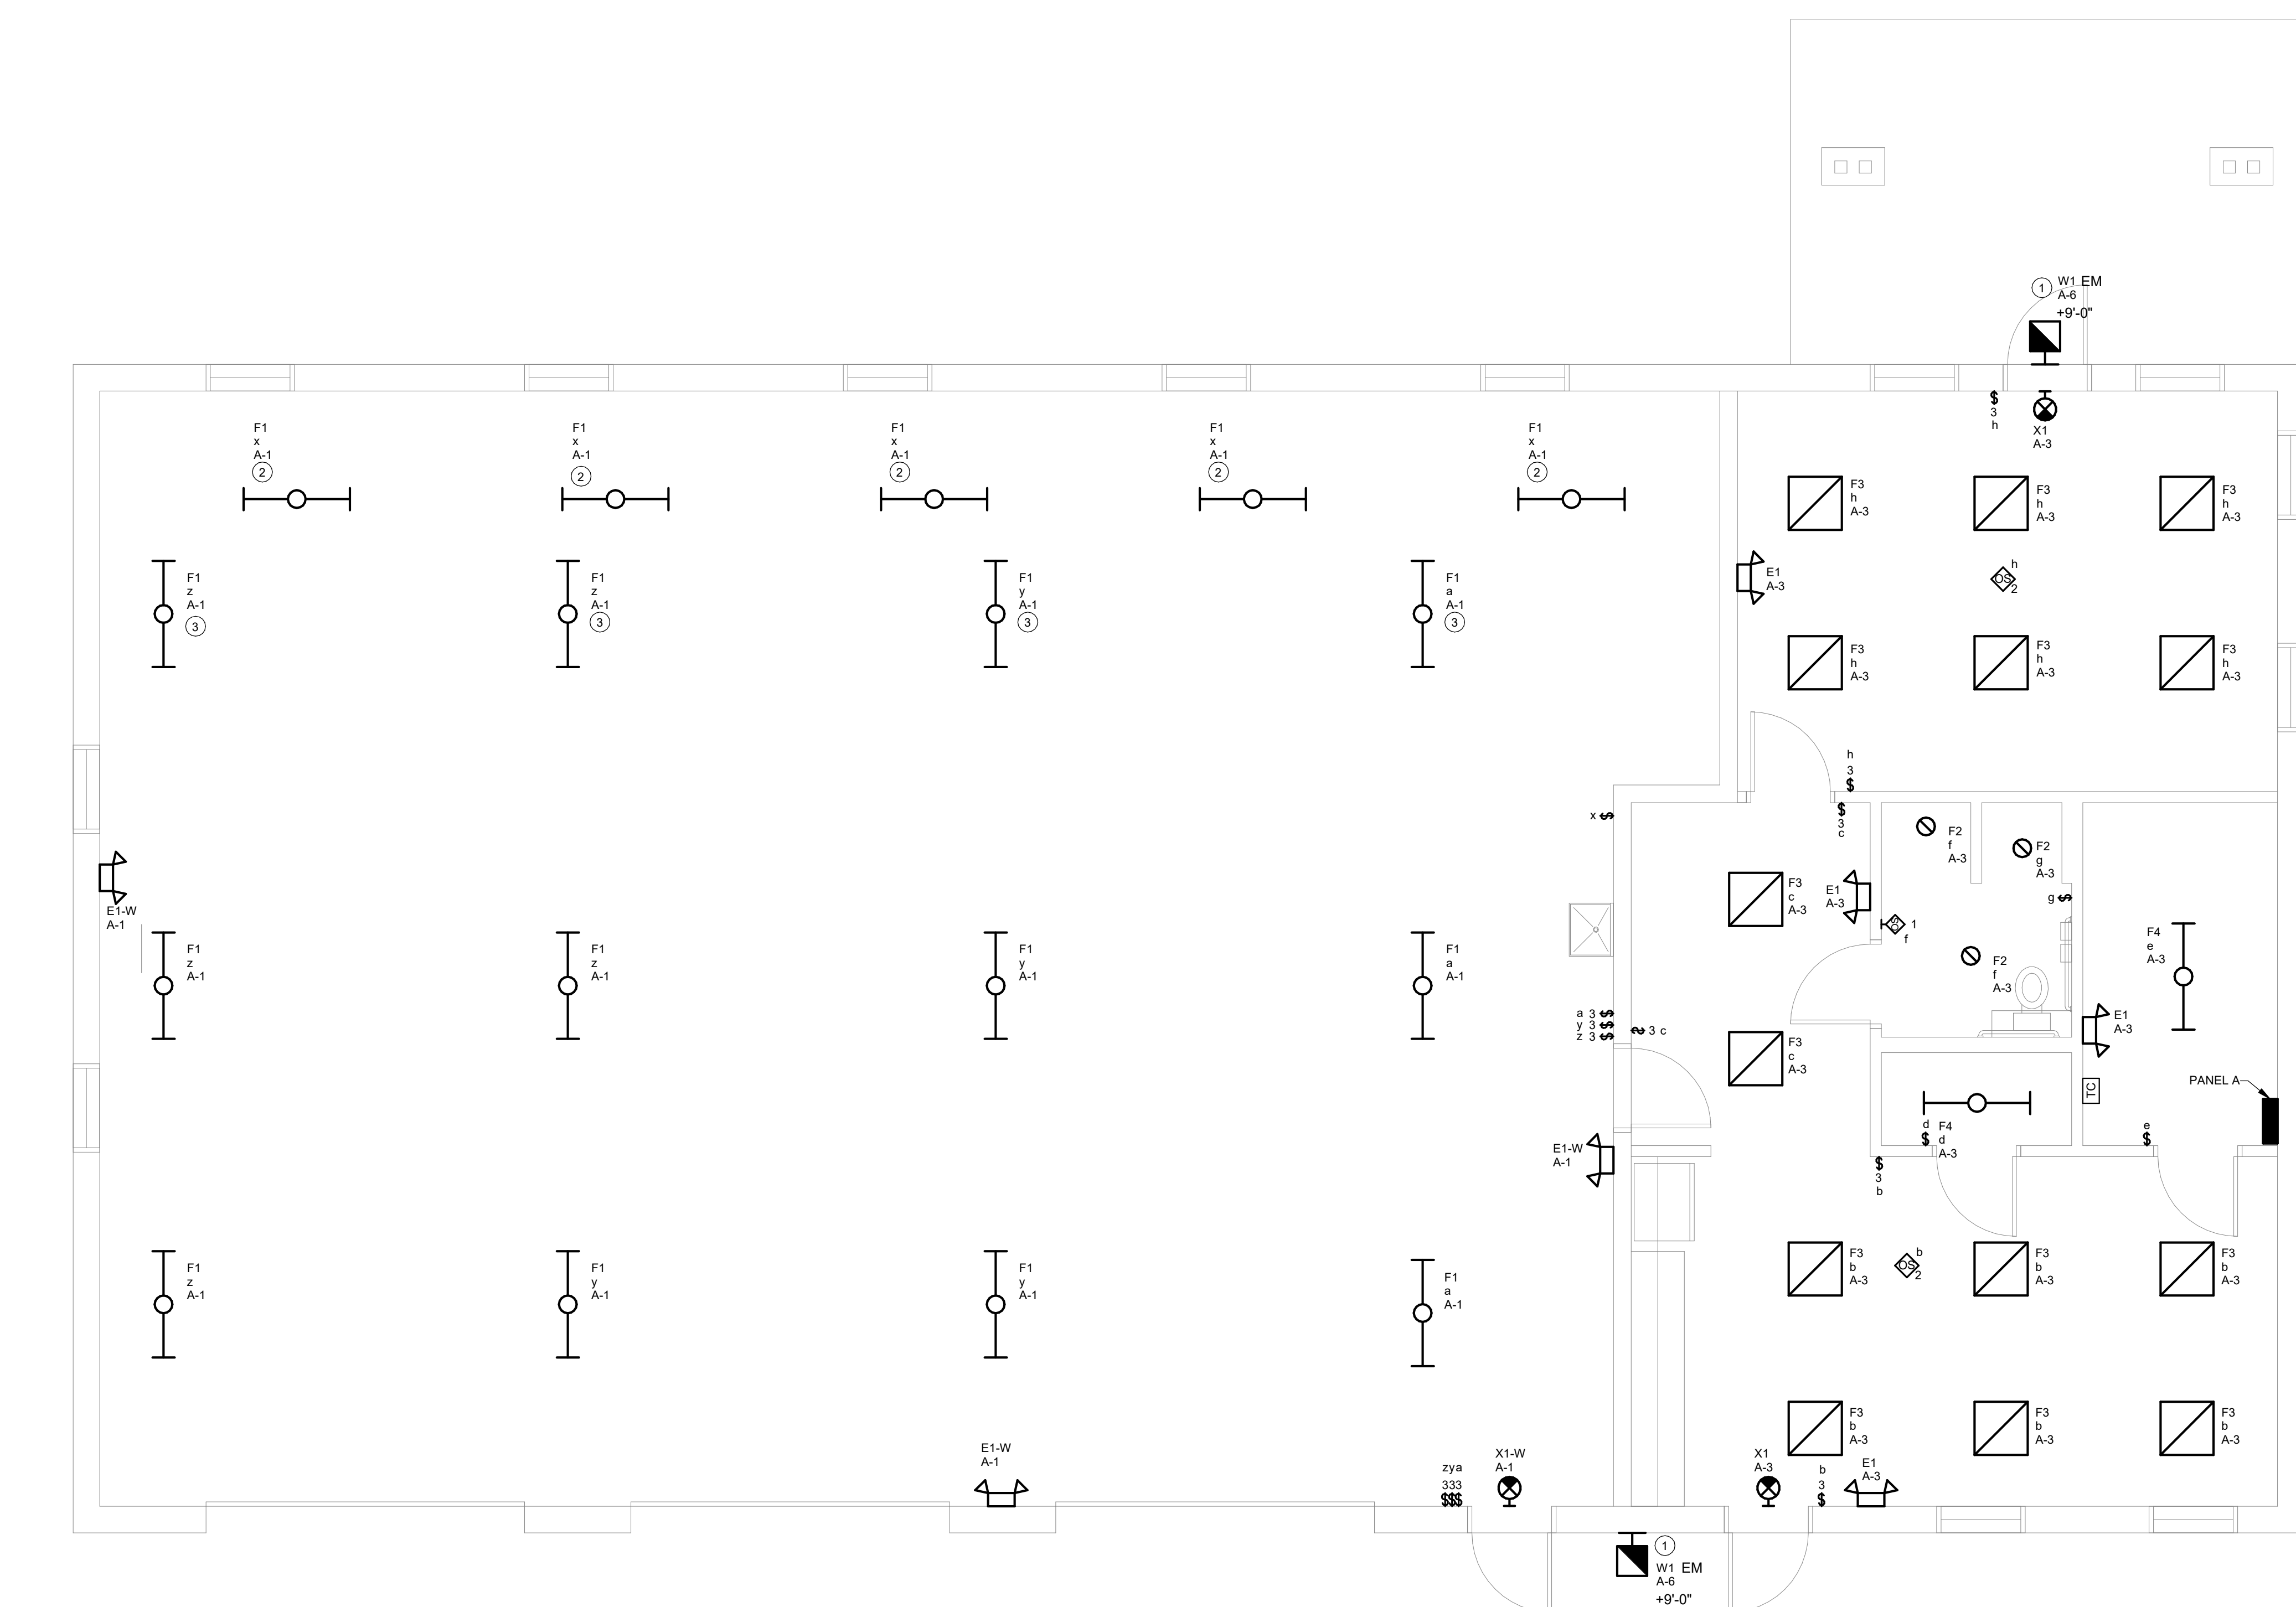 1
W1 EM
A-6
+9'-0"
$
3
h
X1
A-3
F1
x
A-1
2
F1
x
A-1
2
F1
x
A-1
2
F1
x
A-1
2
F1
x
A-1
2
F3
h
A-3
F3
h
A-3
F3
h
A-3
F1
z
A-1
3
F1
z
A-1
3
F1
y
A-1
3
F1
a
A-1
3
E1
A-3
OS
h
2
F3
h
A-3
F3
h
A-3
F3
h
A-3
h
3
$
x $
$
3
c
F2
f
A-3
F2
g
A-3
g $
F3
c
A-3
E1
A-3
OS
1
f
E1-W
A-1
F1
z
A-1
F1
z
A-1
F1
y
A-1
F1
a
A-1
F2
f
A-3
F4
e
A-3
a 3 $
y 3 $
z 3 $
$ 3 c
F3
c
A-3
E1
A-3
TC
PANEL A
E1-W
A-1
d
$
F4
d
A-3
e
$
$
3
b
F1
z
A-1
F1
y
A-1
F1
y
A-1
F1
a
A-1
F3
b
A-3
OS
b
2
F3
b
A-3
F3
b
A-3
F3
b
A-3
F3
b
A-3
F3
b
A-3
E1-W
A-1
zya
333
$$$
X1-W
A-1
X1
A-3
b
3
$
E1
A-3
1
W1 EM
A-6
+9'-0"